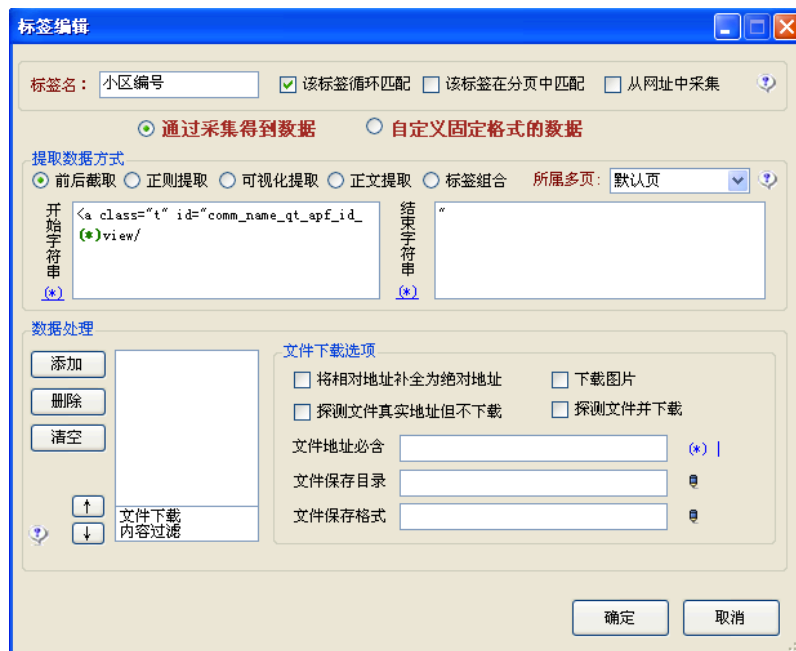 标签编辑
标签名： 小区编号 该标签循环匹配 该标签在分页中匹配 从网址中采集
通过采集得到数据 自定义固定格式的数据
提取数据方式
前后截取 正则提取 可视化提取 正文提取 标签组合 所属多页: 默认页
开始字符串
(*)
<a class="t" id="comm_name_qt_apf_id_
(*)view/
结束字符串
(*)
"
数据处理
添加
删除
清空
↑
↓
文件下载
内容过滤
文件下载选项
将相对地址补全为绝对地址 下载图片
探测文件真实地址但不下载 探测文件并下载
文件地址必含 (*) |
文件保存目录
文件保存格式
确定 取消